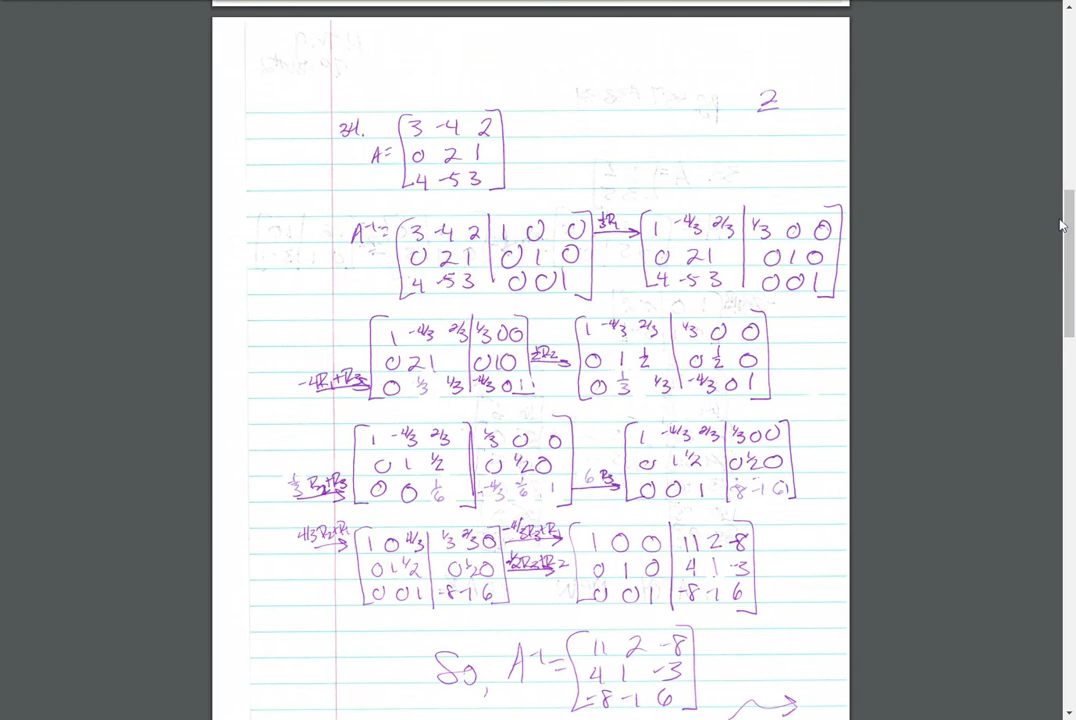 2
34. A = [3 -4 2
0 2 1
4 -5 3]
A⁻¹ = [3 -4 2 | 1 0 0
0 2 1 | 0 1 0
4 -5 3 | 0 0 1]
⅓R₁ → [1 -4/3 2/3 | 1/3 0 0
0 2 1 | 0 1 0
4 -5 3 | 0 0 1]
-4R₁+R₃ → [1 -4/3 2/3 | 1/3 0 0
0 2 1 | 0 1 0
0 1/3 1/3 | -4/3 0 1]
½R₂ → [1 -4/3 2/3 | 1/3 0 0
0 1 1/2 | 0 1/2 0
0 1/3 1/3 | -4/3 0 1]
⅓R₂+R₃ → [1 -4/3 2/3 | 1/3 0 0
0 1 1/2 | 0 1/2 0
0 0 1/6 | -4/3 1/6 1]
6R₃ → [1 -4/3 2/3 | 1/3 0 0
0 1 1/2 | 0 1/2 0
0 0 1 | -8 -1 6]
4/3R₂+R₁ → [1 0 4/3 | 1/3 2/3 0
0 1 1/2 | 0 1/2 0
0 0 1 | -8 -1 6]
-4/3R₃+R₁ →
-½R₃+R₂ → [1 0 0 | 11 2 -8
0 1 0 | 4 1 -3
0 0 1 | -8 -1 6]
So, A⁻¹ = [11 2 -8
4 1 -3
-8 -1 6]